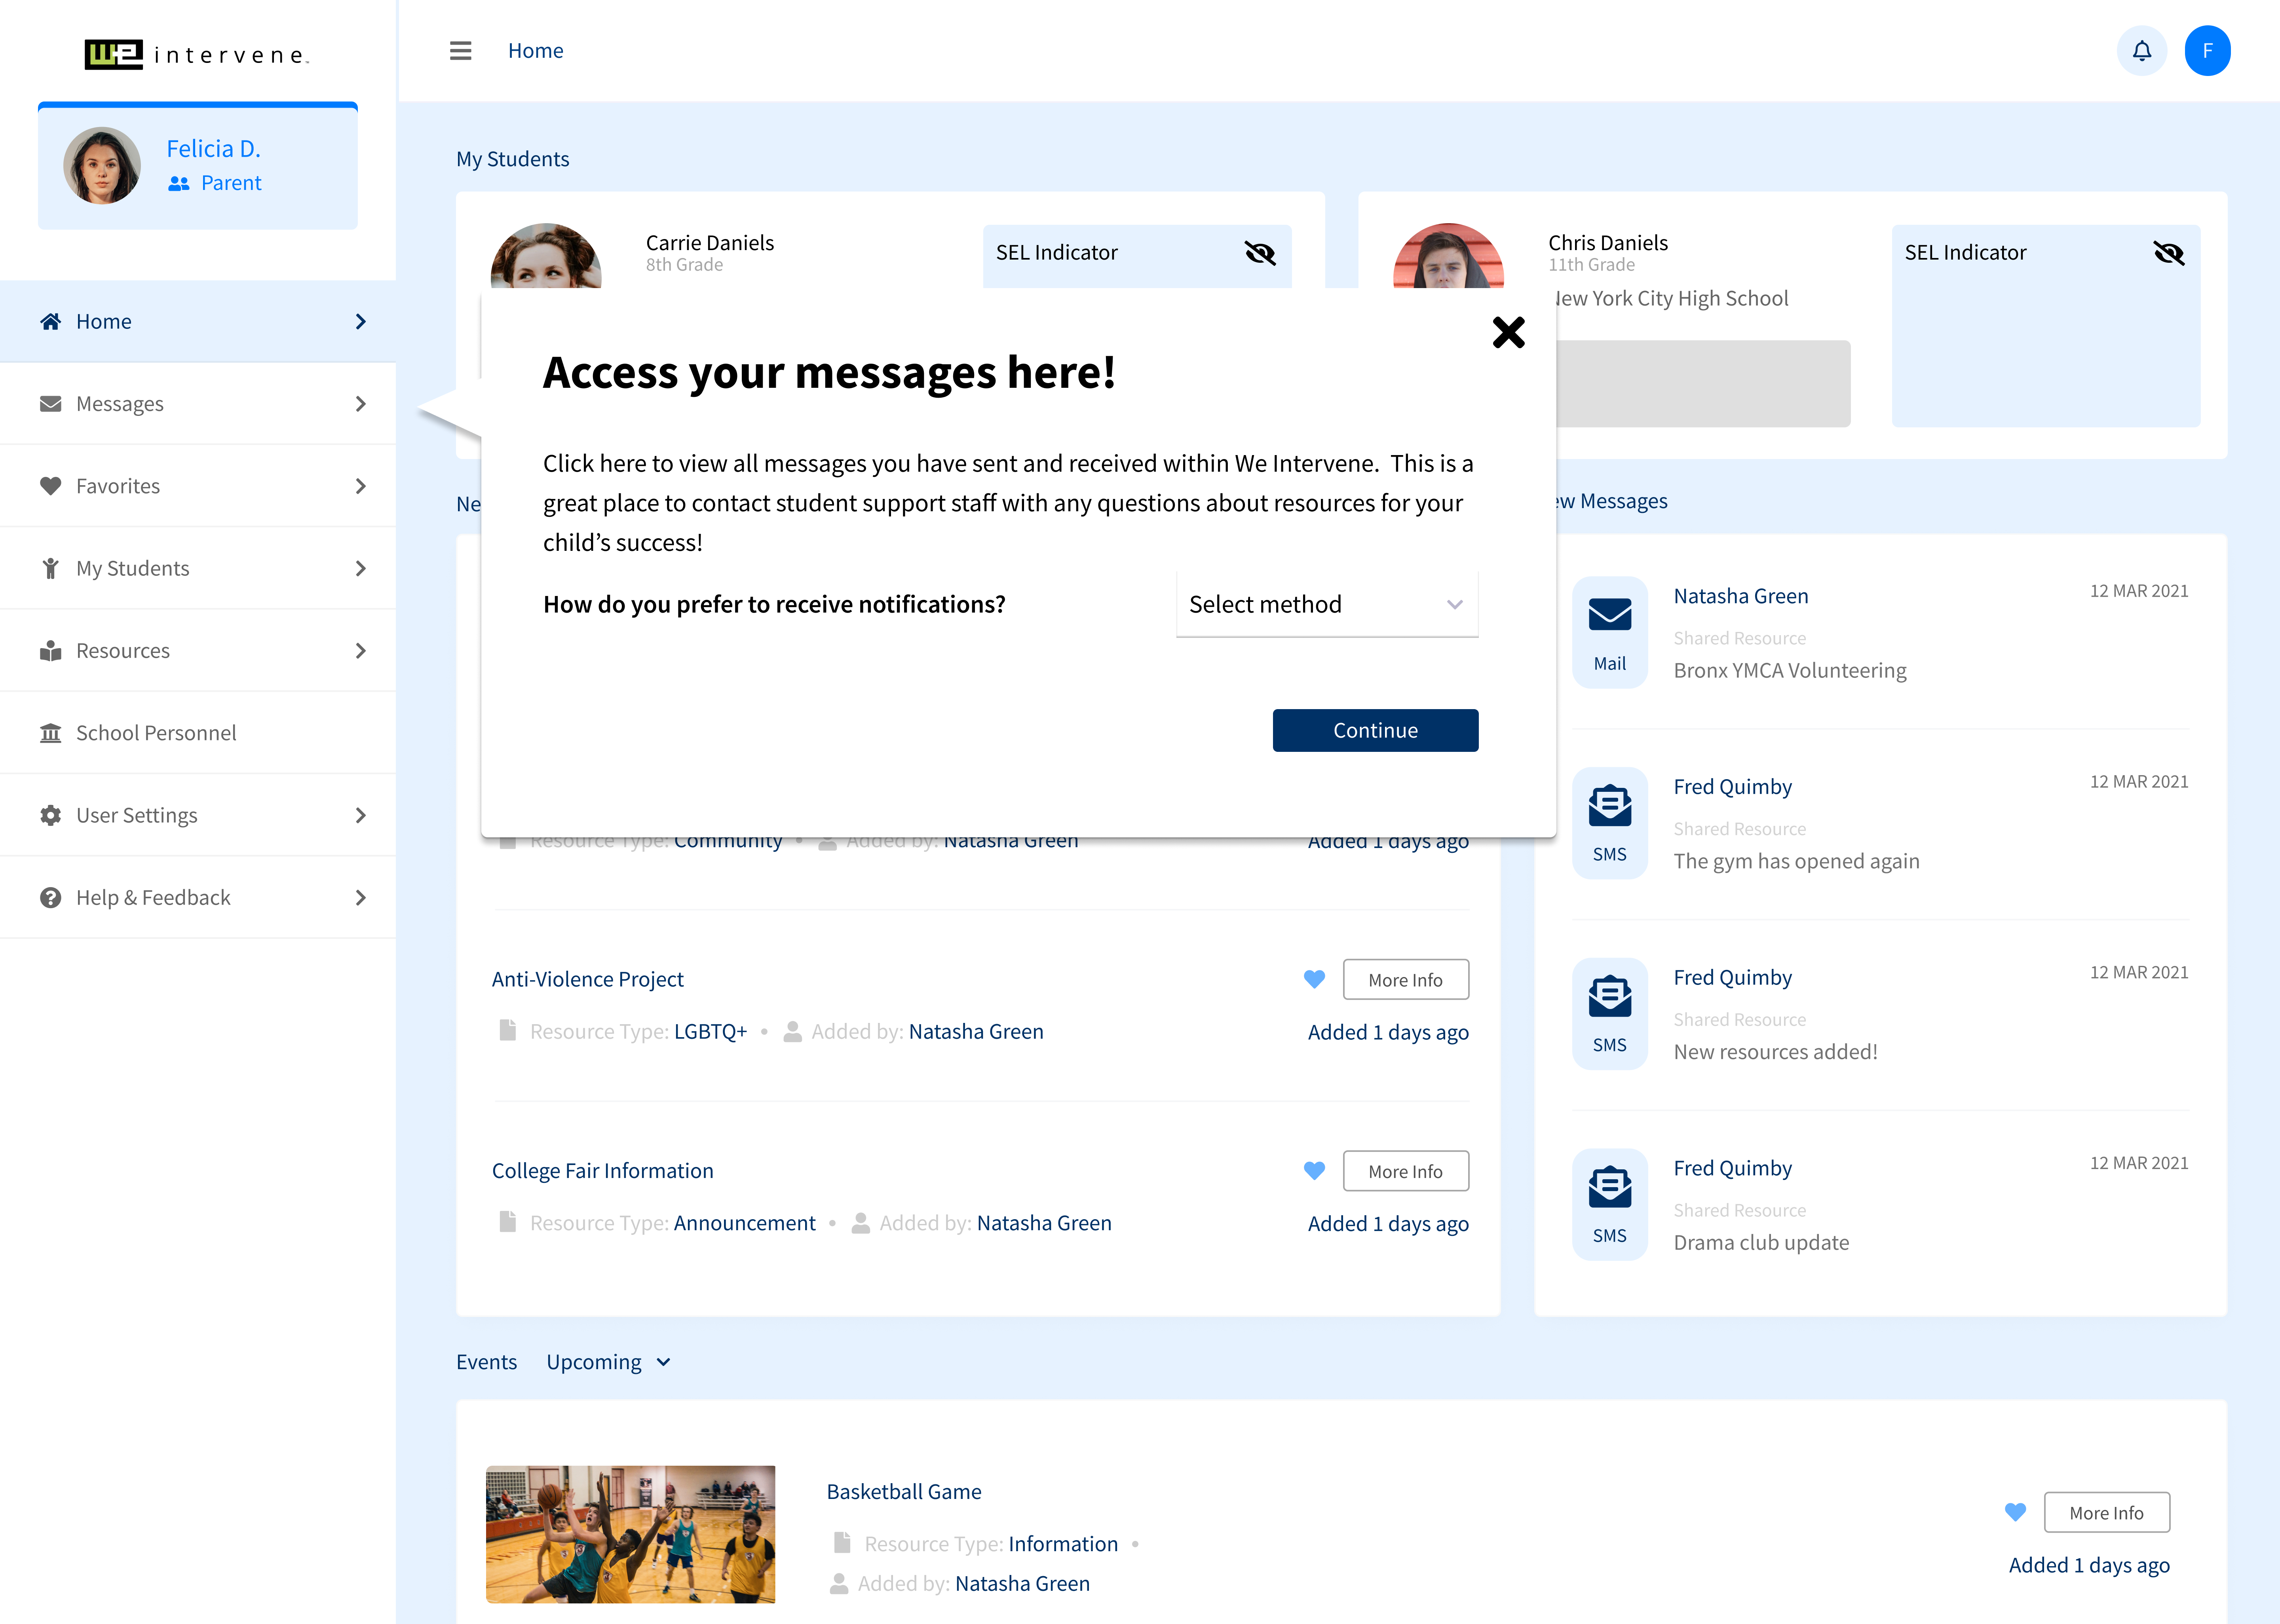 we intervene
Felicia D.
Parent
Home
Messages
Favorites
My Students
Resources
School Personnel
User Settings
Help & Feedback
Home
F
My Students
Carrie Daniels
8th Grade
SEL Indicator
Chris Daniels
11th Grade
New York City High School
SEL Indicator
Access your messages here!
Click here to view all messages you have sent and received within We Intervene.  This is a
great place to contact student support staff with any questions about resources for your
child’s success!
How do you prefer to receive notifications?
Select method
Continue
Ne
Resource Type: Community • Added by: Natasha Green
Added 1 days ago
Anti-Violence Project
More Info
Resource Type: LGBTQ+ • Added by: Natasha Green
Added 1 days ago
College Fair Information
More Info
Resource Type: Announcement • Added by: Natasha Green
Added 1 days ago
ew Messages
Mail
Natasha Green
12 MAR 2021
Shared Resource
Bronx YMCA Volunteering
SMS
Fred Quimby
12 MAR 2021
Shared Resource
The gym has opened again
SMS
Fred Quimby
12 MAR 2021
Shared Resource
New resources added!
SMS
Fred Quimby
12 MAR 2021
Shared Resource
Drama club update
Events
Upcoming
Basketball Game
More Info
Resource Type: Information •
Added by: Natasha Green
Added 1 days ago